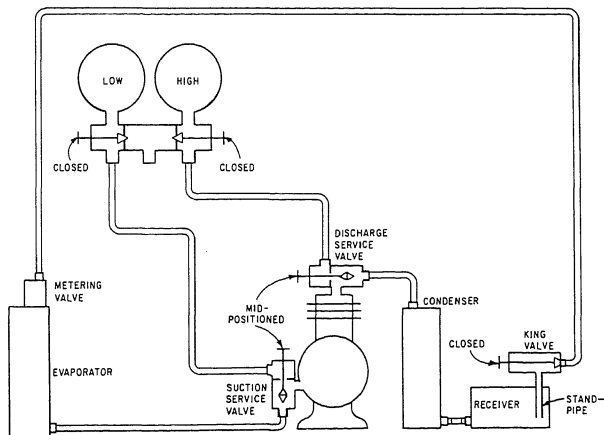 LOW
HIGH
CLOSED
CLOSED
DISCHARGE
SERVICE
VALVE
METERING
VALVE
MID-
POSITIONED
CONDENSER
KING
VALVE
CLOSED
EVAPORATOR
SUCTION
SERVICE
VALVE
RECEIVER
STAND-
PIPE